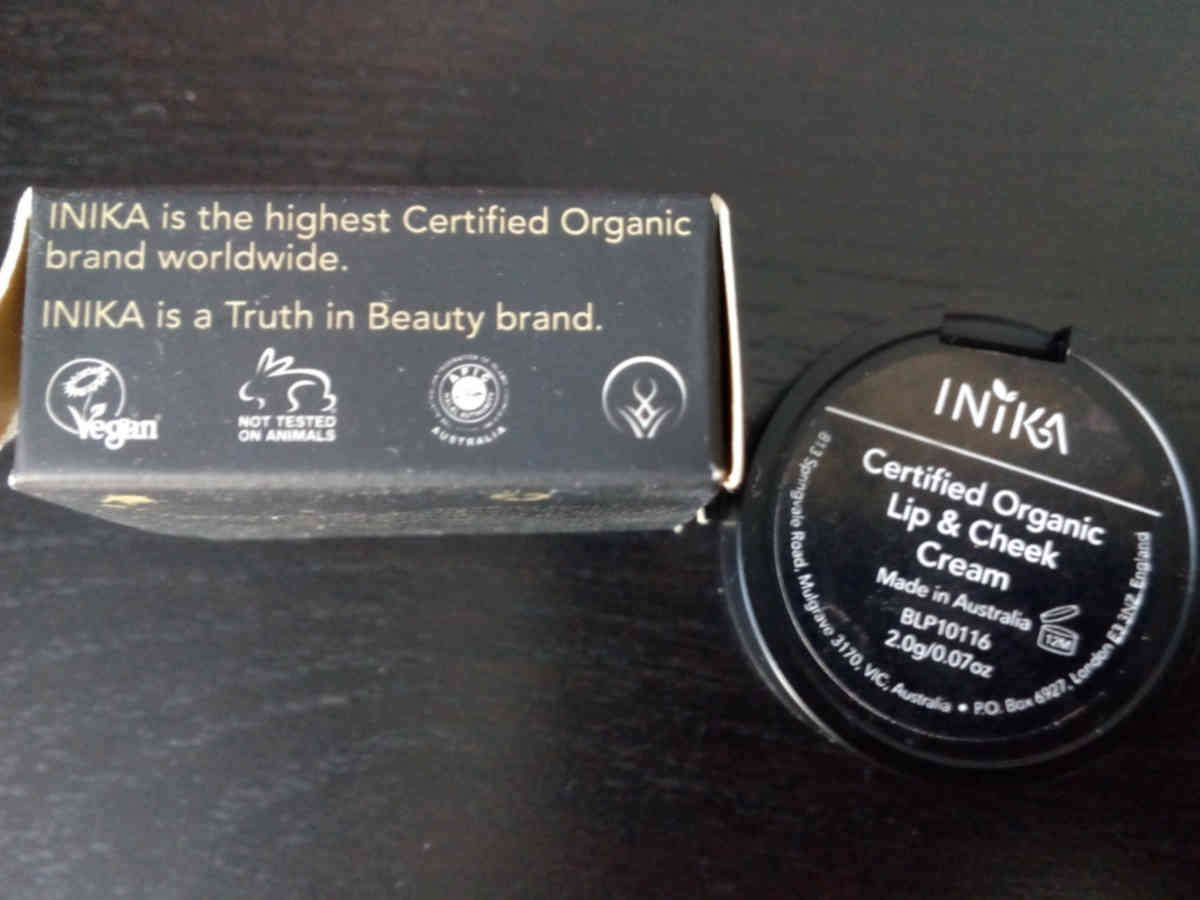 INIKA is the highest Certified Organic
brand worldwide.
INIKA is a Truth in Beauty brand.
Vegan
NOT TESTED
ON ANIMALS
AUSTRALIA
INIKA
Certified Organic
Lip & Cheek
Cream
Made in Australia
BLP10116
12M
2.0g/0.07oz
813 Springvale Road, Mulgrave 3170, VIC, Australia • P.O. Box 6927, London E3 3NZ, England